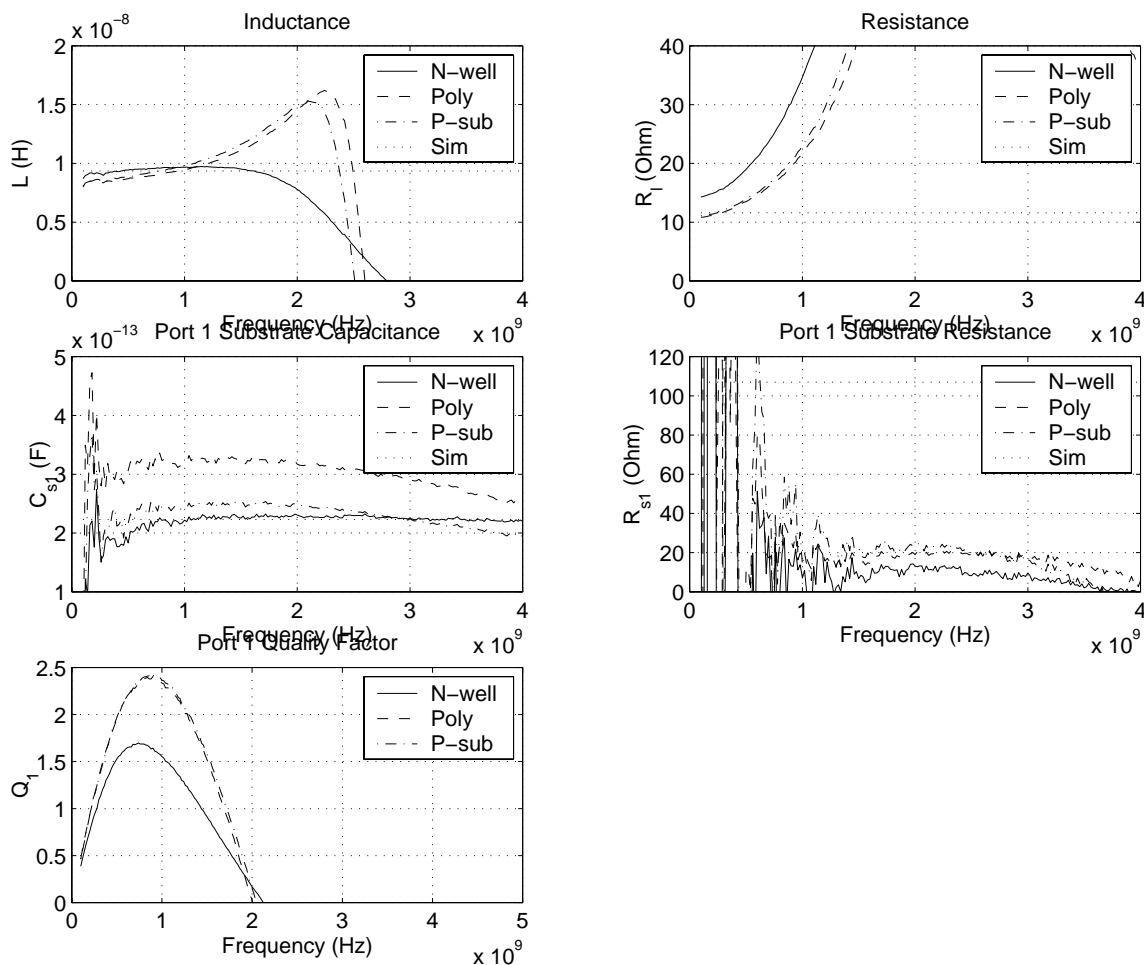 Inductance
x 10−8
L (H)
2
1.5
1
0.5
0
N−well
Poly
P−sub
Sim
0 1 2 3 4
Frequency (Hz)
x 109
Resistance
R_l (Ohm)
40
30
20
10
0
N−well
Poly
P−sub
Sim
0 1 2 3 4
Frequency (Hz)
x 109
Port 1 Substrate Capacitance
x 10−13
C_s1 (F)
5
4
3
2
1
N−well
Poly
P−sub
Sim
0 1 2 3 4
Frequency (Hz)
x 109
Port 1 Substrate Resistance
R_s1 (Ohm)
120
100
80
60
40
20
0
N−well
Poly
P−sub
Sim
0 1 2 3 4
Frequency (Hz)
x 109
Port 1 Quality Factor
Q_1
2.5
2
1.5
1
0.5
0
N−well
Poly
P−sub
0 1 2 3 4 5
Frequency (Hz)
x 109